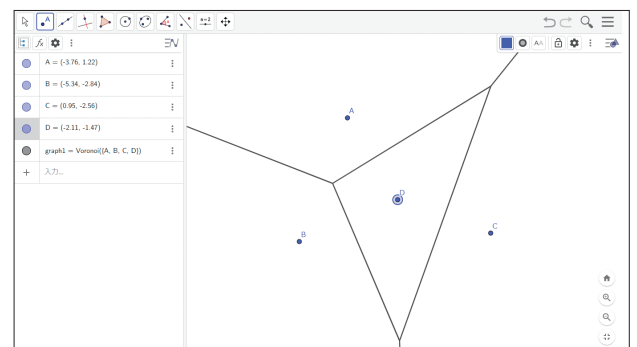 a=2
A = (-3.76, 1.22)
B = (-5.34, -2.84)
C = (0.95, -2.56)
D = (-2.11, -1.47)
graph1 = Voronoi({A, B, C, D})
入力...
A
D
C
B